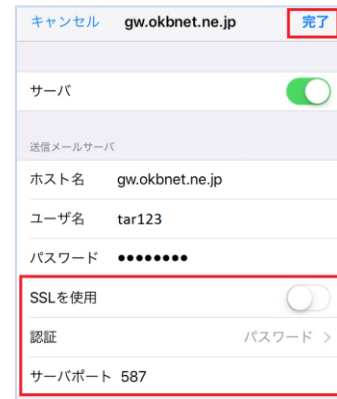 キャンセル gw.okbnet.ne.jp 完了
サーバ
送信メールサーバ
ホスト名 gw.okbnet.ne.jp
ユーザ名 tar123
パスワード ●●●●●●●●
SSLを使用
認証 パスワード >
サーバポート 587